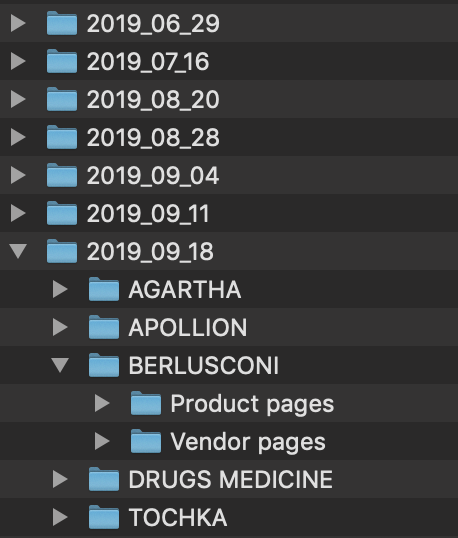 2019_06_29
2019_07_16
2019_08_20
2019_08_28
2019_09_04
2019_09_11
2019_09_18
AGARTHA
APOLLION
BERLUSCONI
Product pages
Vendor pages
DRUGS MEDICINE
TOCHKA